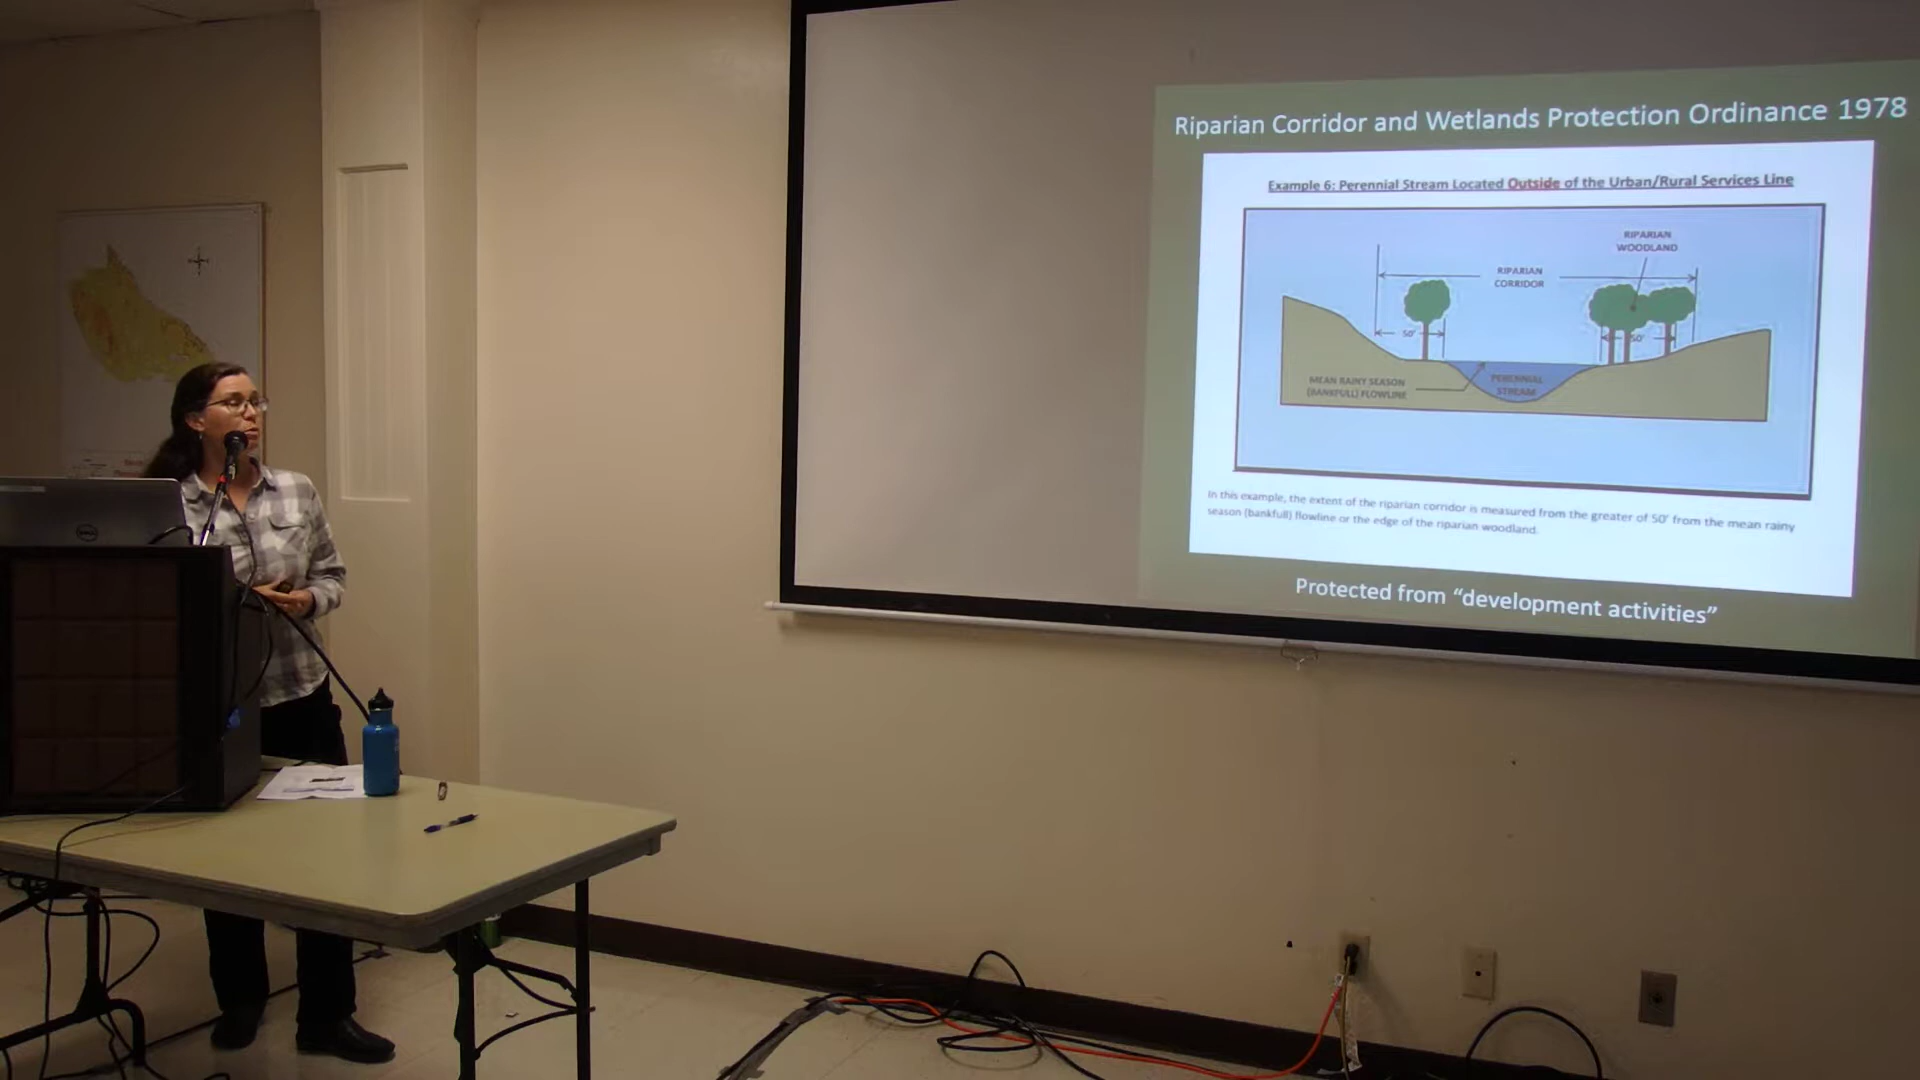 Riparian Corridor and Wetlands Protection Ordinance 1978
Example 6: Perennial Stream Located Outside of the Urban/Rural Services Line
RIPARIAN
WOODLAND
RIPARIAN
CORRIDOR
50'
50'
MEAN RAINY SEASON
(BANKFULL) FLOWLINE
PERENNIAL
STREAM
In this example, the extent of the riparian corridor is measured from the greater of 50' from the mean rainy
season (bankfull) flowline or the edge of the riparian woodland.
Protected from “development activities”
DELL